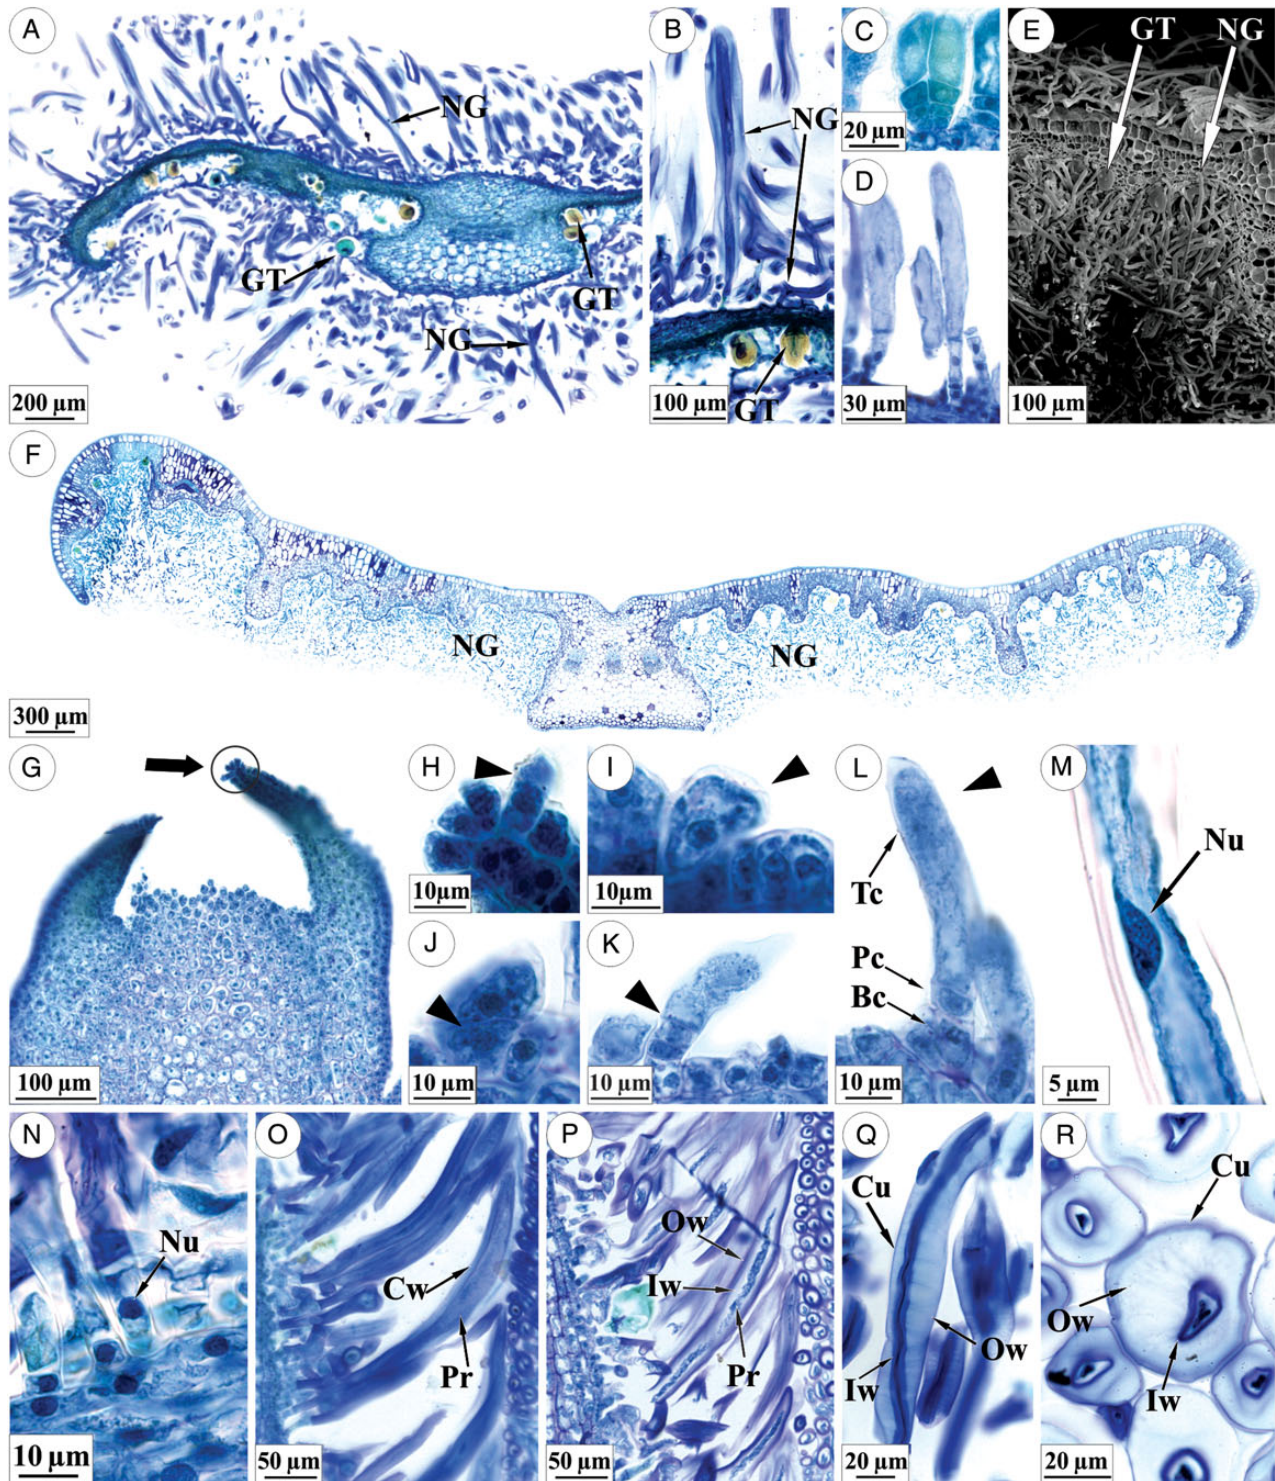 A
NG
GT
GT
NG
200 µm
B
NG
GT
100 µm
C
20 µm
D
30 µm
E
GT
NG
100 µm
F
NG
NG
300 µm
G
100 µm
H
10µm
I
10µm
J
10 µm
K
10 µm
L
Tc
Pc
Bc
10 µm
M
Nu
5 µm
N
Nu
10 µm
O
Cw
Pr
50 µm
P
Ow
Iw
Pr
50 µm
Q
Cu
Ow
Iw
20 µm
R
Cu
Ow
Iw
20 µm